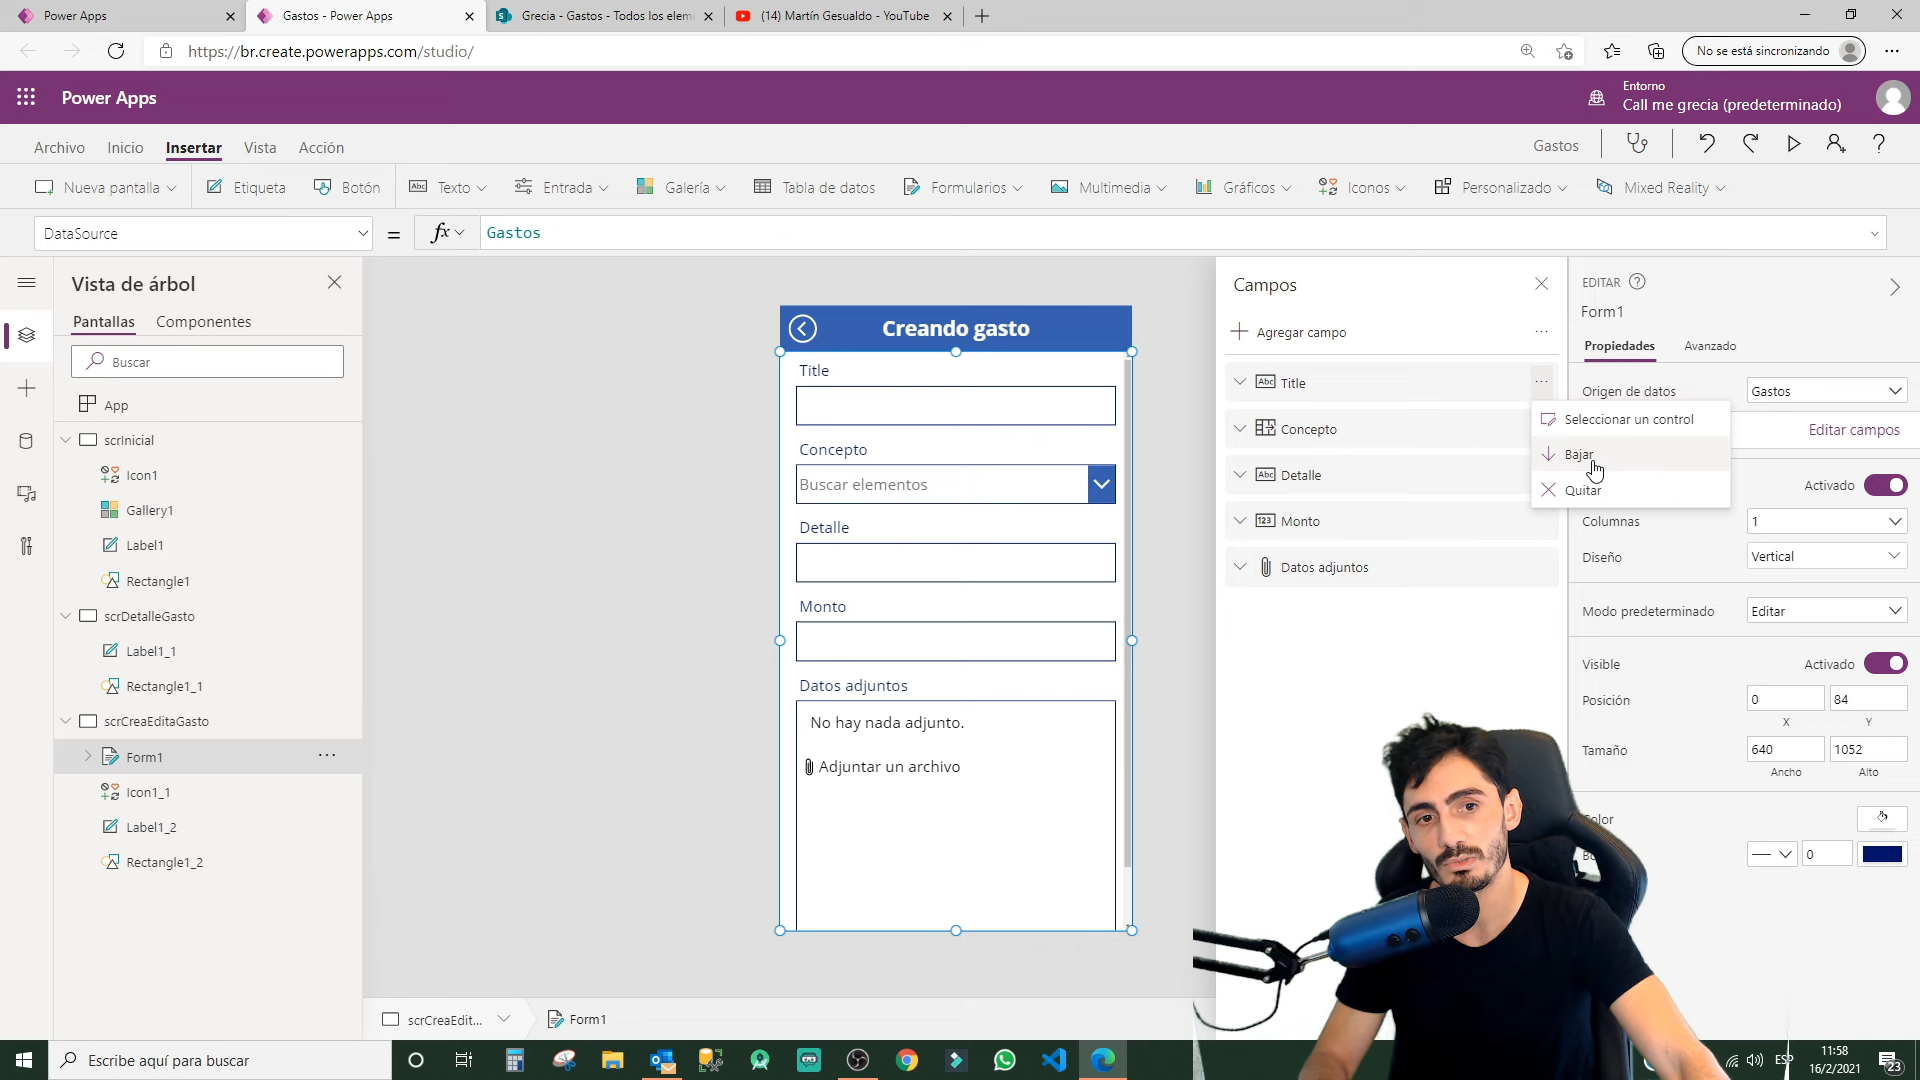 Power Apps
Gastos - Power Apps
Grecia - Gastos - Todos los elem
(14) Martín Gesualdo - YouTube
https://br.create.powerapps.com/studio/
No se está sincronizando
Power Apps
Entorno
Call me grecia (predeterminado)
Archivo
Inicio
Insertar
Vista
Acción
Gastos
Nueva pantalla
Etiqueta
Botón
Texto
Entrada
Galería
Tabla de datos
Formularios
Multimedia
Gráficos
Iconos
Personalizado
Mixed Reality
DataSource
=
fx
Gastos
Vista de árbol
Pantallas
Componentes
Buscar
App
scrInicial
Icon1
Gallery1
Label1
Rectangle1
scrDetalleGasto
Label1_1
Rectangle1_1
scrCreaEditaGasto
Form1
Icon1_1
Label1_2
Rectangle1_2
Creando gasto
Title
Concepto
Buscar elementos
Detalle
Monto
Datos adjuntos
No hay nada adjunto.
Adjuntar un archivo
scrCreaEdit...
Form1
Campos
Agregar campo
Abc Title
Concepto
Abc Detalle
123 Monto
Datos adjuntos
Seleccionar un control
Bajar
Quitar
EDITAR
Form1
Propiedades
Avanzado
Origen de datos
Gastos
Editar campos
Activado
Columnas
1
Diseño
Vertical
Modo predeterminado
Editar
Visible
Activado
Posición
0
84
X
Y
Tamaño
640
1052
Ancho
Alto
Color
0
Escribe aquí para buscar
ESP
11:58
16/2/2021
23